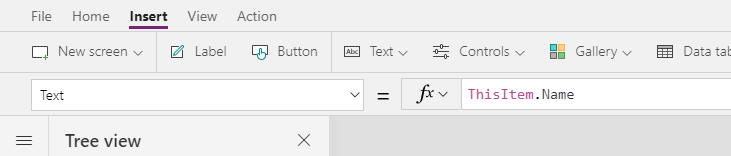 File Home Insert View Action
New screen Label Button Abc Text Controls Gallery Data tab
Text = fx ThisItem.Name
Tree view